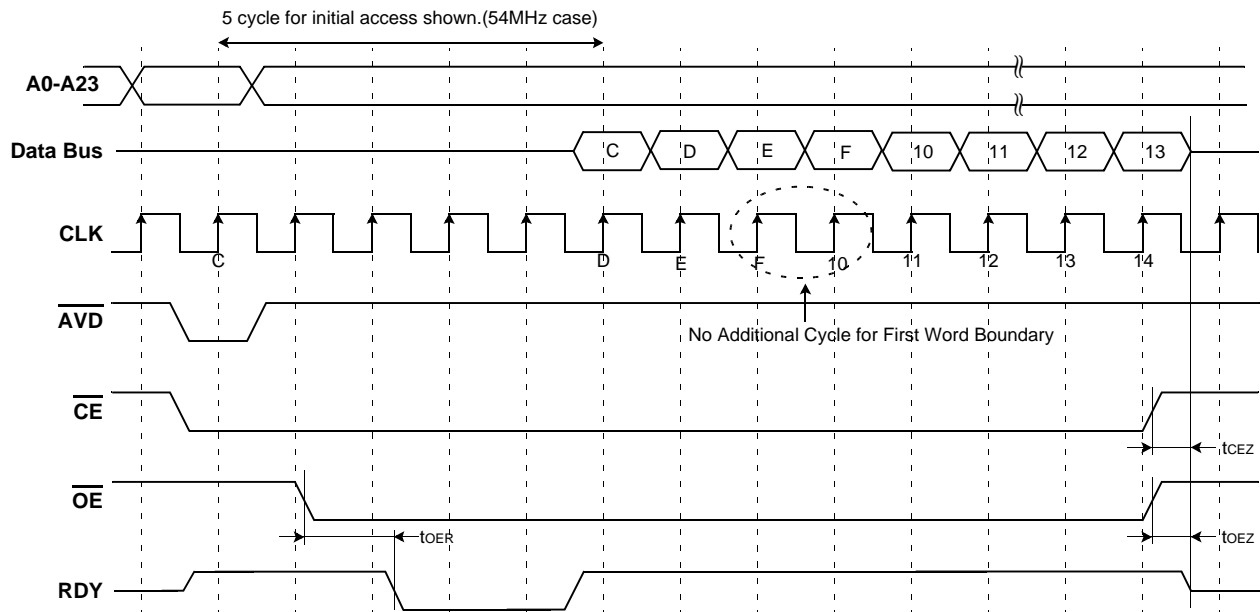 5 cycle for initial access shown.(54MHz case)
A0-A23
Data Bus C D E F 10 11 12 13
CLK
C D E F 10 11 12 13 14
AVD
No Additional Cycle for First Word Boundary
CE
tCEZ
OE
tOER tOEZ
RDY